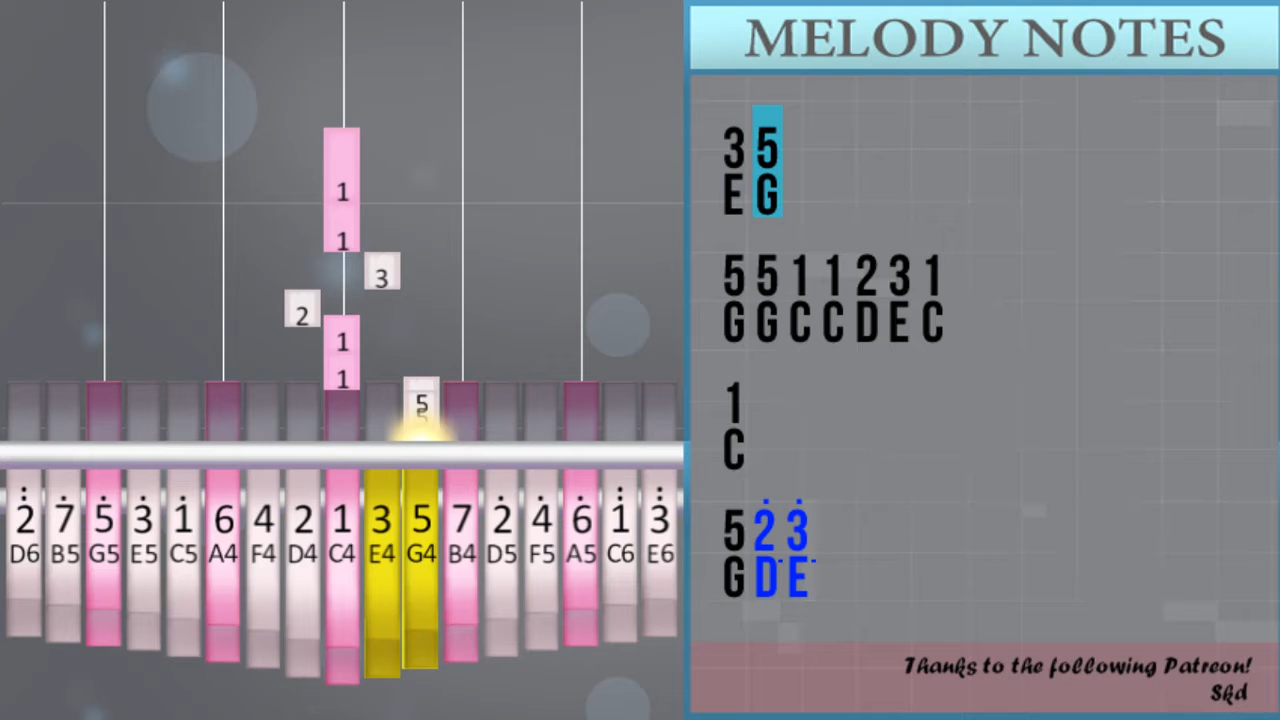 MELODY NOTES
3 5
E G
5 5 1 1 2 3 1
G G C C D E C
1
C
5 2̇ 3̇
G D˙ E˙
1
1
3
2
1
1
5
5
2̈ 7̇ 5̇ 3̇ 1̇ 6 4 2 1 3 5 7 2̇ 4̇ 6̇ 1̈ 3̈
D6 B5 G5 E5 C5 A4 F4 D4 C4 E4 G4 B4 D5 F5 A5 C6 E6
Thanks to the following Patreon!
Skd